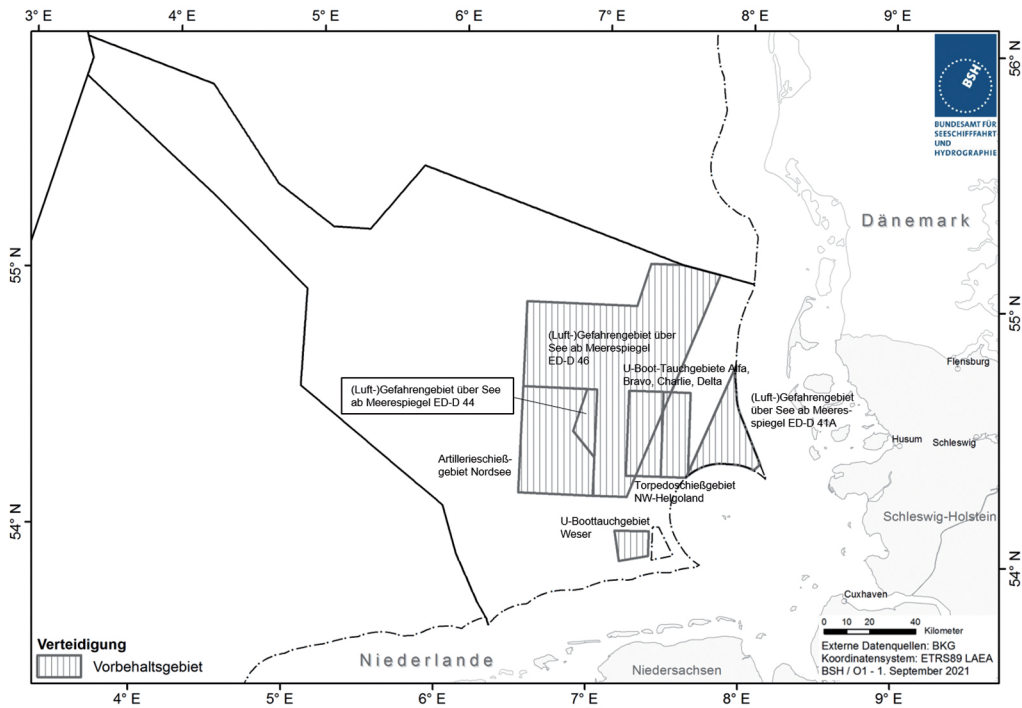 3° E
4° E
5° E
6° E
7° E
8° E
9° E
56° N
BSH
BUNDESAMT FÜR
SEESCHIFFFAHRT
UND
HYDROGRAPHIE
Dänemark
55° N
55° N
(Luft-)Gefahrengebiet über
See ab Meerespiegel
ED-D 46
U-Boot-Tauchgebiete Alfa,
Bravo, Charlie, Delta
Flensburg
(Luft-)Gefahrengebiet über See
ab Meerespiegel ED-D 44
(Luft-)Gefahrengebiet
über See ab Meeres-
spiegel ED-D 41A
Husum
Schleswig
Artillerieschieß-
gebiet Nordsee
Torpedoschießgebiet
NW-Helgoland
Schleswig-Holstein
54° N
U-Boottauchgebiet
Weser
54° N
Cuxhaven
0 10 20 40
Kilometer
Verteidigung
Vorbehaltsgebiet
Niederlande
Niedersachsen
Externe Datenquellen: BKG
Koordinatensystem: ETRS89 LAEA
BSH / O1 - 1. September 2021
4° E
5° E
6° E
7° E
8° E
9° E